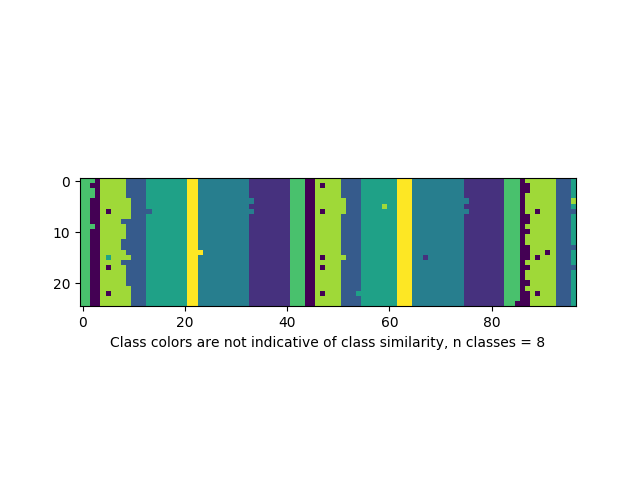 0
10
20
0 20 40 60 80
Class colors are not indicative of class similarity, n classes = 8